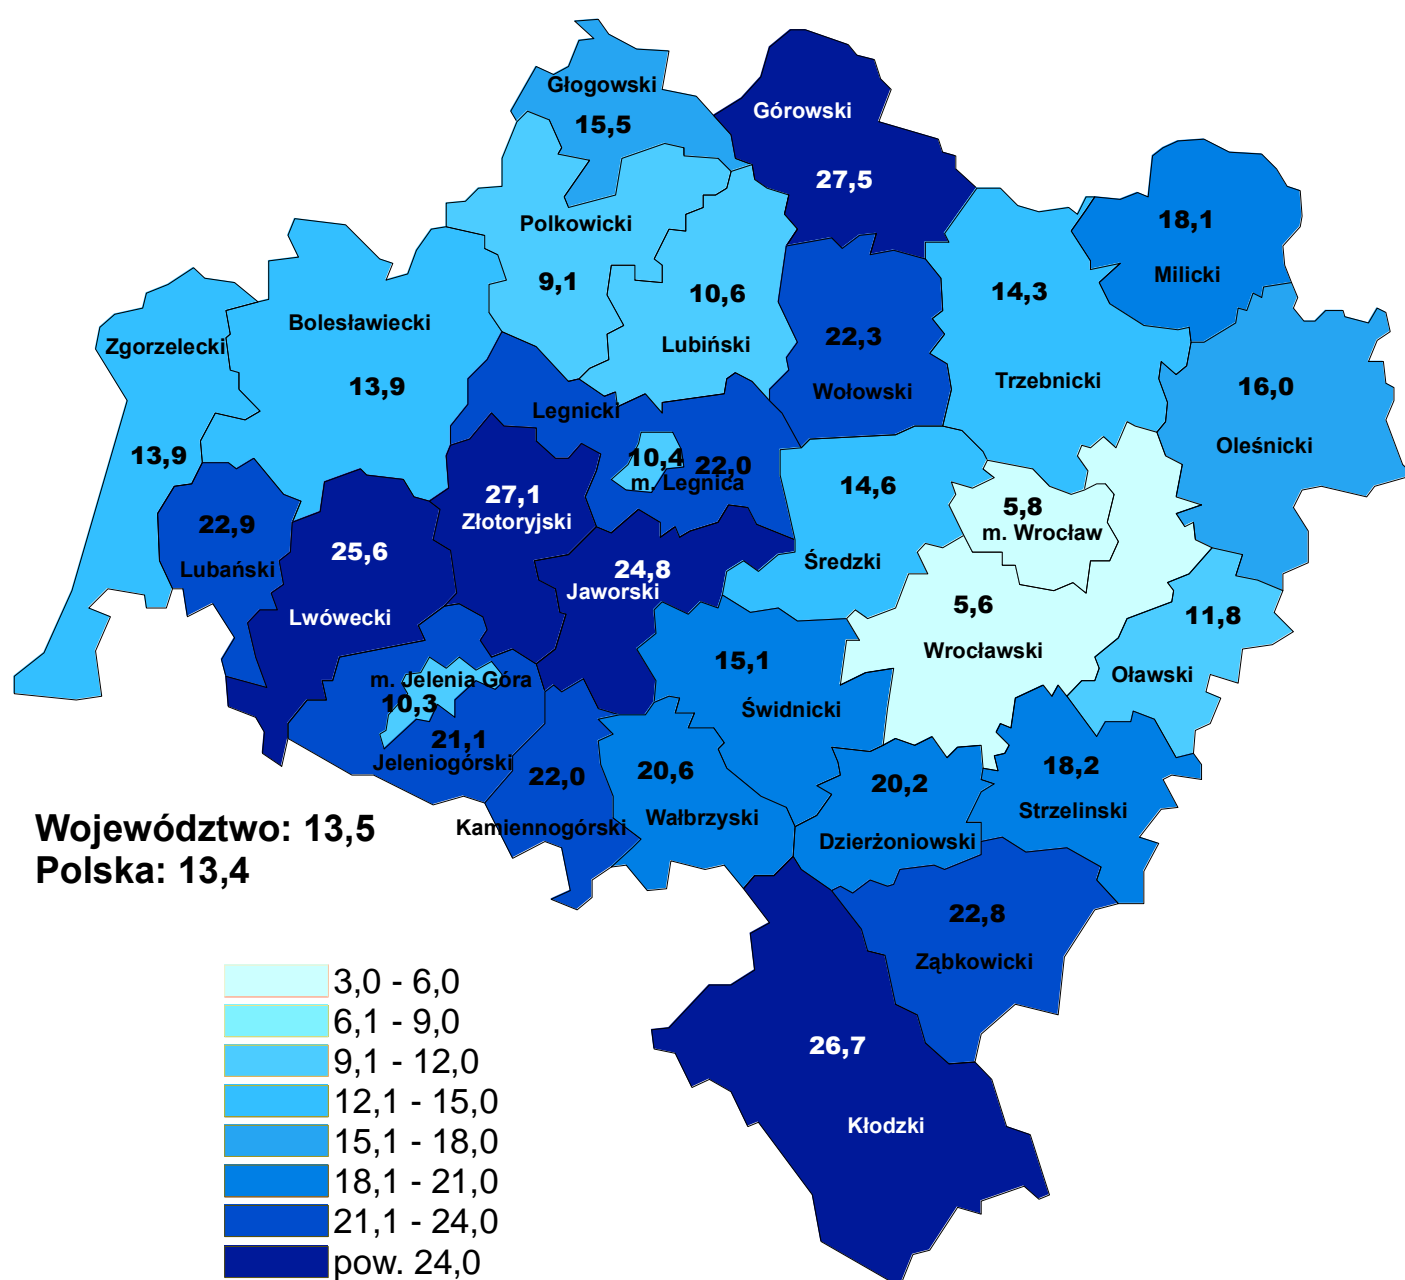 Głogowski
15,5
Górowski
27,5
Polkowicki
9,1
10,6
Lubiński
18,1
Milicki
14,3
Trzebnicki
22,3
Wołowski
16,0
Oleśnicki
Zgorzelecki
13,9
Bolesławiecki
13,9
Legnicki
22,0
10,4
m. Legnica
27,1
Złotoryjski
14,6
Średzki
5,8
m. Wrocław
22,9
Lubański
25,6
Lwówecki
24,8
Jaworski
5,6
Wrocławski
11,8
Oławski
15,1
Świdnicki
m. Jelenia Góra
10,3
21,1
Jeleniogórski
22,0
Kamiennogórski
20,6
Wałbrzyski
20,2
Dzierżoniowski
18,2
Strzelinski
22,8
Ząbkowicki
26,7
Kłodzki
Województwo: 13,5
Polska: 13,4
3,0 - 6,0
6,1 - 9,0
9,1 - 12,0
12,1 - 15,0
15,1 - 18,0
18,1 - 21,0
21,1 - 24,0
pow. 24,0